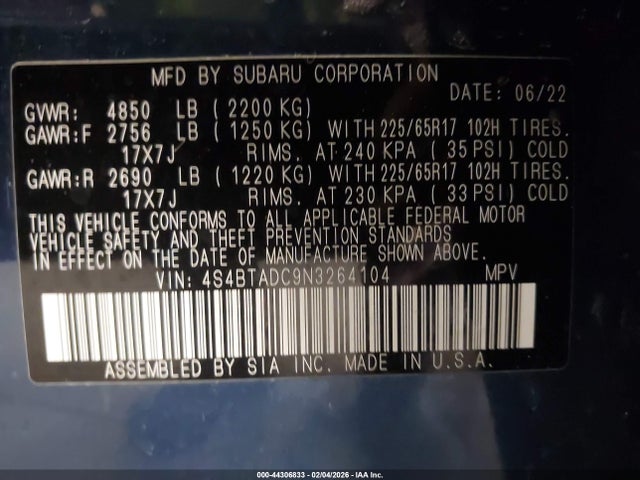 MFD BY SUBARU CORPORATION
DATE: 06/22
GVWR: 4850 LB (2200 KG)
GAWR:F 2756 LB (1250 KG) WITH 225/65R17 102H TIRES.
17X7J RIMS. AT 240 KPA (35 PSI) COLD
GAWR:R 2690 LB (1220 KG) WITH 225/65R17 102H TIRES.
17X7J RIMS. AT 230 KPA (33 PSI) COLD
THIS VEHICLE CONFORMS TO ALL APPLICABLE FEDERAL MOTOR
VEHICLE SAFETY AND THEFT PREVENTION STANDARDS
IN EFFECT ON THE DATE OF MANUFACTURE SHOWN ABOVE.
VIN: 4S4BTADC9N3264104 MPV
ASSEMBLED BY SIA INC. MADE IN U.S.A.
000-44306833 - 02/04/2026 - IAA Inc.